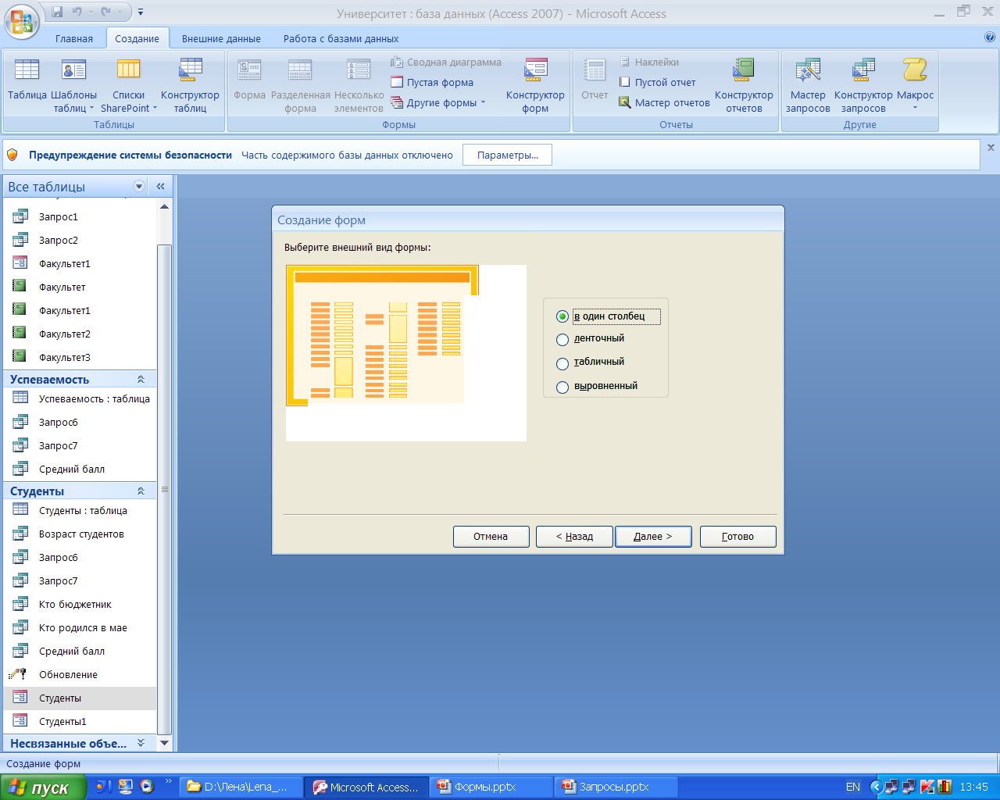 Университет : база данных (Access 2007) - Microsoft Access
Главная Создание Внешние данные Работа с базами данных
Таблица
Шаблоны таблиц
Списки SharePoint
Конструктор таблиц
Таблицы
Форма
Разделенная форма
Несколько элементов
Сводная диаграмма
Пустая форма
Другие формы
Конструктор форм
Формы
Отчет
Наклейки
Пустой отчет
Мастер отчетов
Конструктор отчетов
Отчеты
Мастер запросов
Конструктор запросов
Макрос
Другие
Предупреждение системы безопасности Часть содержимого базы данных отключено Параметры...
Все таблицы
Запрос1
Запрос2
Факультет1
Факультет
Факультет1
Факультет2
Факультет3
Успеваемость
Успеваемость : таблица
Запрос6
Запрос7
Средний балл
Студенты
Студенты : таблица
Возраст студентов
Запрос6
Запрос7
Кто бюджетник
Кто родился в мае
Средний балл
Обновление
Студенты
Студенты1
Несвязанные объе...
Создание форм
Выберите внешний вид формы:
в один столбец
ленточный
табличный
выровненный
Отмена < Назад Далее > Готово
Создание форм
пуск D:\Лена\Lena_... Microsoft Access... Формы.pptx Запросы.pptx EN 13:45